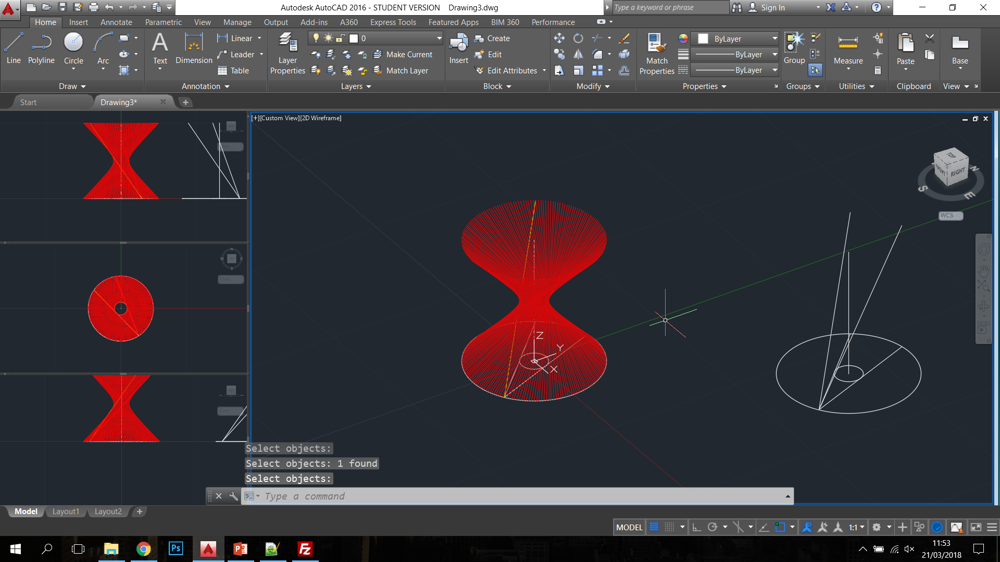 Autodesk AutoCAD 2016 - STUDENT VERSION Drawing3.dwg
Type a keyword or phrase
Sign In
Home Insert Annotate Parametric View Manage Output Add-ins A360 Express Tools Featured Apps BIM 360 Performance
Line Polyline Circle Arc
Text Dimension
Linear
Leader
Table
Layer Properties
0
Make Current
Match Layer
Insert
Create
Edit
Edit Attributes
Match Properties
ByLayer
ByLayer
ByLayer
Group
Measure
Paste
Base
Draw Annotation Layers Block Modify Properties Groups Utilities Clipboard View
Start Drawing3*
[+][Custom View][2D Wireframe]
TOP
FRONT RIGHT
N
S
E
WCS
N
W E
S
Z
Y
X
Select objects:
Select objects: 1 found
Select objects:
Type a command
Model Layout1 Layout2
MODEL
1:1
Ps
Fz
11:53
21/03/2018